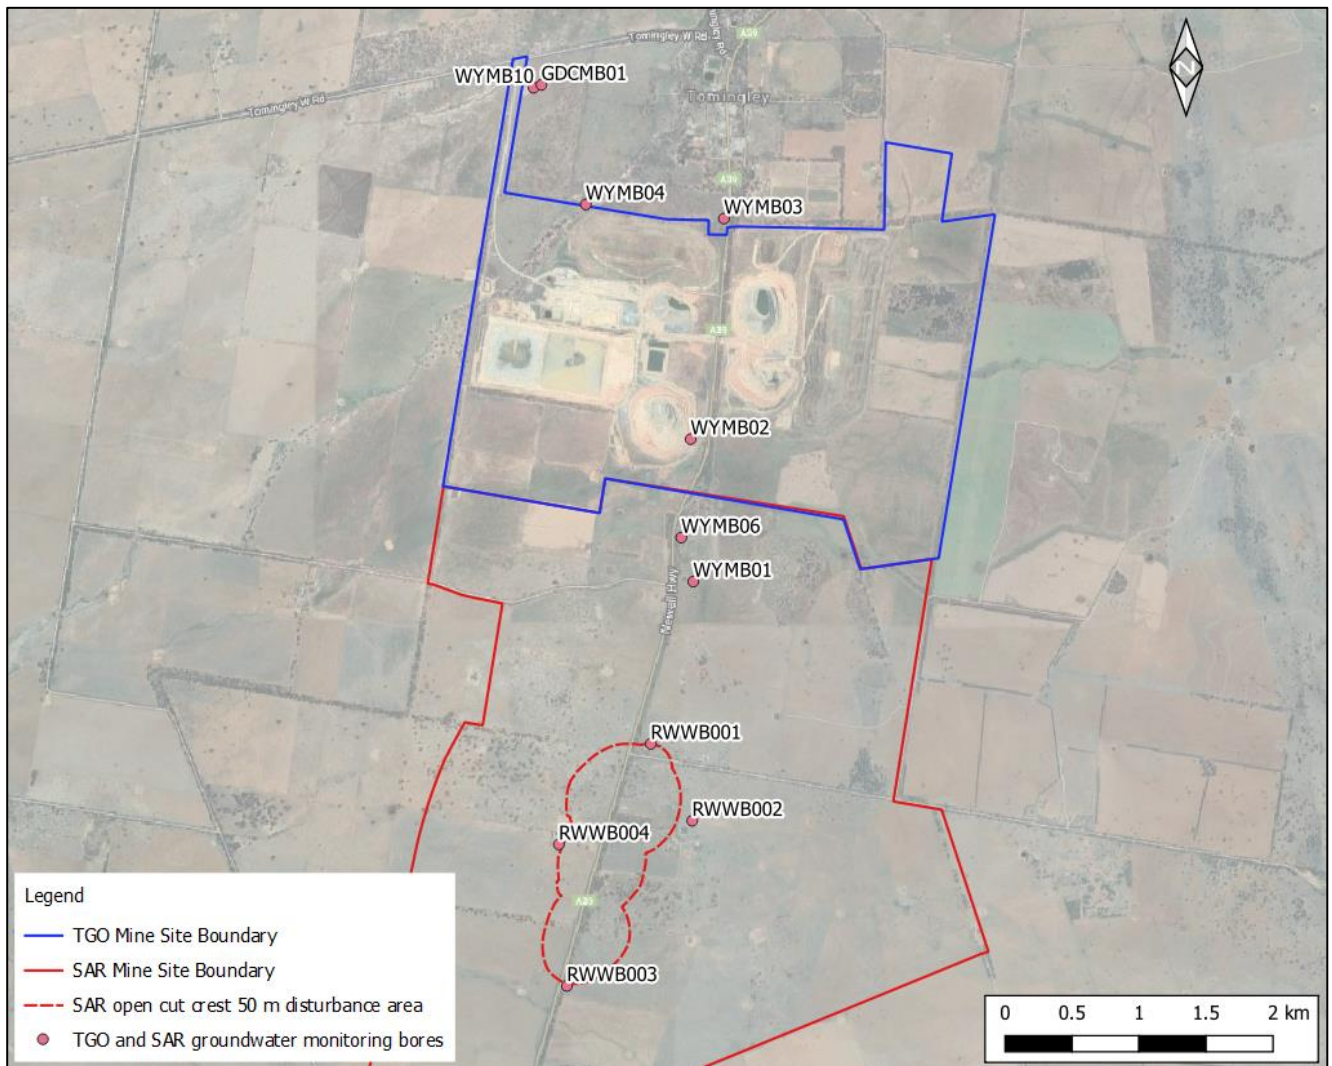 Tomingley W Rd
ningley Rd
A39
WYMB10
GDCMB01
Tomingley
Tomingley W Rd
A39
WYMB04
WYMB03
A39
WYMB02
WYMB06
WYMB01
Newell Hwy
RWWB001
RWWB002
RWWB004
A39
RWWB003
N
Legend
TGO Mine Site Boundary
SAR Mine Site Boundary
SAR open cut crest 50 m disturbance area
TGO and SAR groundwater monitoring bores
0 0.5 1 1.5 2 km